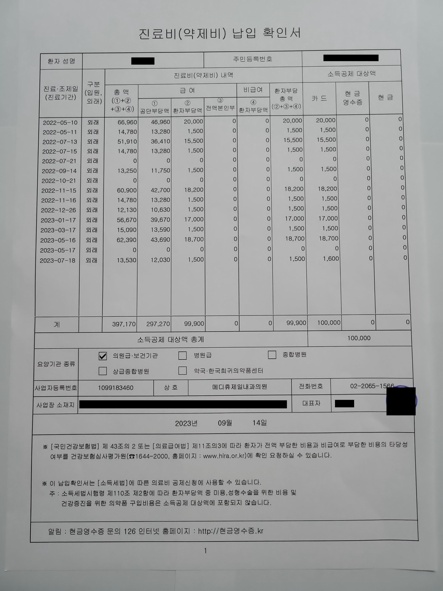 진료비(약제비) 납입 확인서
환자 성명 주민등록번호
진료·조제일 (진료기간) 구분 (입원, 외래) 진료비(약제비) 내역 소득공제 대상액
총 액 (①+② +③+④) 급 여 비급여 환자부담 총 액 (②+③+④) 카 드 현 금 영수증 현 금
① 공단부담액 ② 환자부담액 ③ 전액본인부 ④ 환자부담액
2022-05-10 외래 66,960 46,960 20,000 0 0 20,000 20,000 0 0
2022-05-11 외래 14,780 13,280 1,500 0 0 1,500 1,500 0 0
2022-07-13 외래 51,910 36,410 15,500 0 0 15,500 15,500 0 0
2022-07-15 외래 14,780 13,280 1,500 0 0 1,500 1,500 0 0
2022-07-21 외래 0 0 0 0 0 0 0 0 0
2022-09-14 외래 13,250 11,750 1,500 0 0 1,500 1,500 0 0
2022-10-21 외래 0 0 0 0 0 0 0 0 0
2022-11-15 외래 60,900 42,700 18,200 0 0 18,200 18,200 0 0
2022-11-16 외래 14,780 13,280 1,500 0 0 1,500 1,500 0 0
2022-12-26 외래 12,130 10,630 1,500 0 0 1,500 1,500 0 0
2023-01-17 외래 56,670 39,670 17,000 0 0 17,000 17,000 0 0
2023-03-17 외래 15,090 13,590 1,500 0 0 1,500 1,500 0 0
2023-05-16 외래 62,390 43,690 18,700 0 0 18,700 18,700 0 0
2023-05-17 외래 0 0 0 0 0 0 0 0 0
2023-07-18 외래 13,530 12,030 1,500 0 0 1,500 1,600 0 0
계 397,170 297,270 99,900 0 0 99,900 100,000 0 0
소득공제 대상액 총계 100,000
요양기관 종류 의원급·보건기관 병원급 종합병원
상급종합병원 약국·한국희귀의약품센터
사업자등록번호 1099183460 상 호 메디휴제일내과의원 전화번호 02-2065-1566
사업장 소재지 대표자
2023년 09월 14일
※ [국민건강보험법] 제 43조의 2 또는 [의료급여법] 제11조의3에 따라 환자가 전액 부담한 비용과 비급여로 부담한 비용의 타당성
여부를 건강보험심사평가원(☎1644-2000, 홈페이지 : www.hira.or.kr)에 확인 요청하실 수 있습니다.
※ 이 납입확인서는 [소득세법]에 따른 의료비 공제신청에 사용할 수 있습니다.
주 : 소득세법시행령 제110조 제2항에 따라 환자부담액 중 미용,성형수술을 위한 비용 및
건강증진을 위한 의약품 구입비용은 소득공제 대상액에 포함되지 않습니다.
알림 : 현금영수증 문의 126 인터넷 홈페이지 : http://현금영수증.kr
1